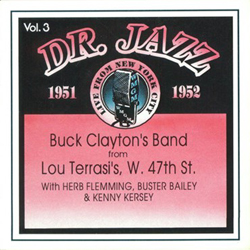 Vol. 3
DR. JAZZ
LIVE FROM NEW YORK CITY
1951
1952
Buck Clayton's Band
from
Lou Terrasi's, W. 47th St.
With HERB FLEMMING, BUSTER BAILEY
& KENNY KERSEY